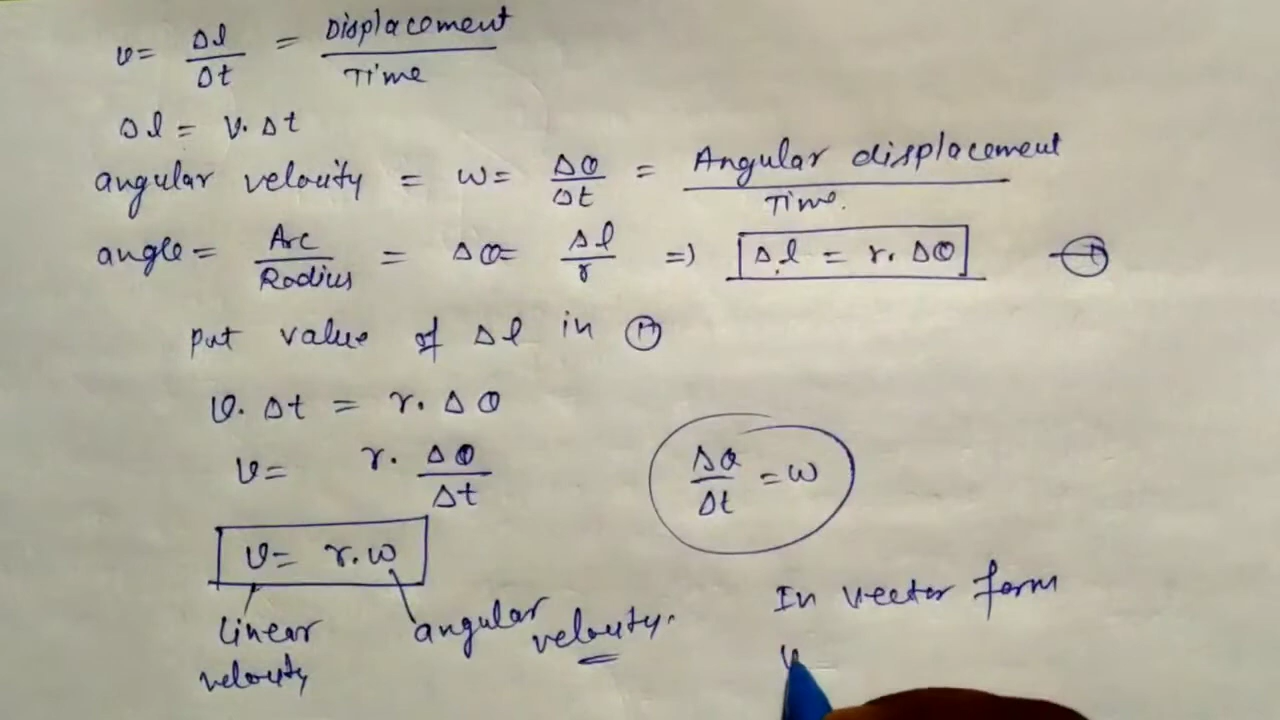 v = Δl/Δt = Displacement/Time
Δl = v.Δt
angular velocity = w = Δθ/Δt = Angular displacement/Time.
angle = Arc/Radius = Δθ = Δl/r => Δl = r.Δθ
put value of Δl in
v.Δt = r.Δθ
v = r.Δθ/Δt
Δθ/Δt = w
v = r.w
linear velocity
angular velocity.
In vector form
v